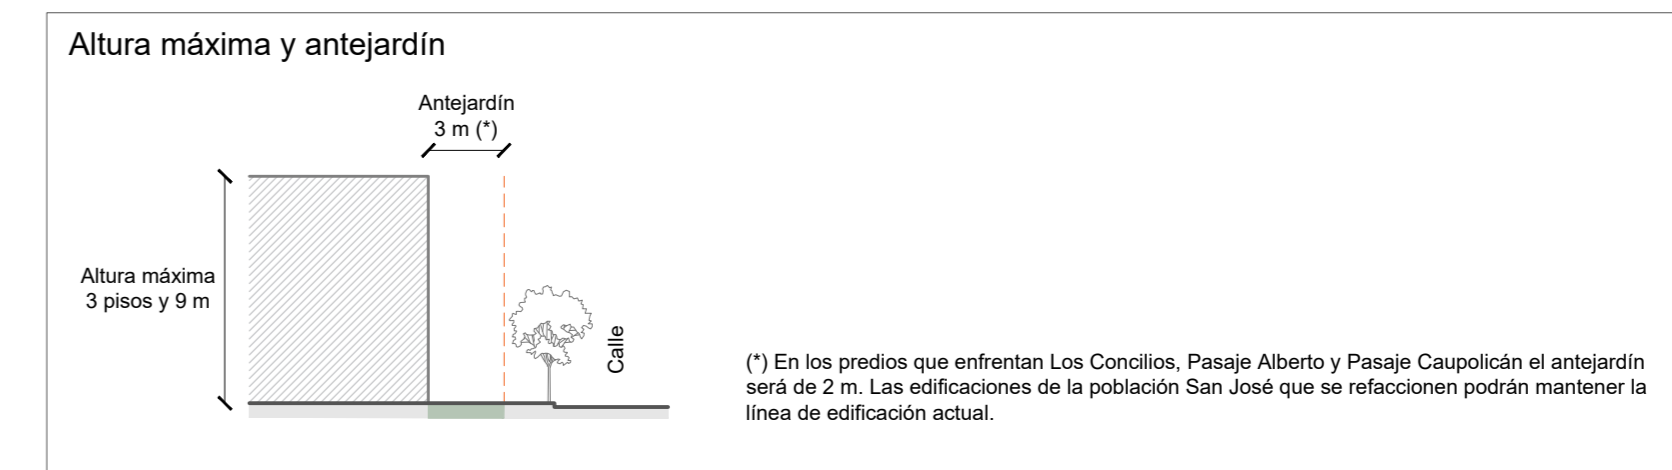 Altura máxima y antejardín
Antejardín
3 m (*)
Altura máxima
3 pisos y 9 m
Calle
(*) En los predios que enfrentan Los Concilios, Pasaje Alberto y Pasaje Caupolicán el antejardín
será de 2 m. Las edificaciones de la población San José que se refaccionen podrán mantener la
línea de edificación actual.